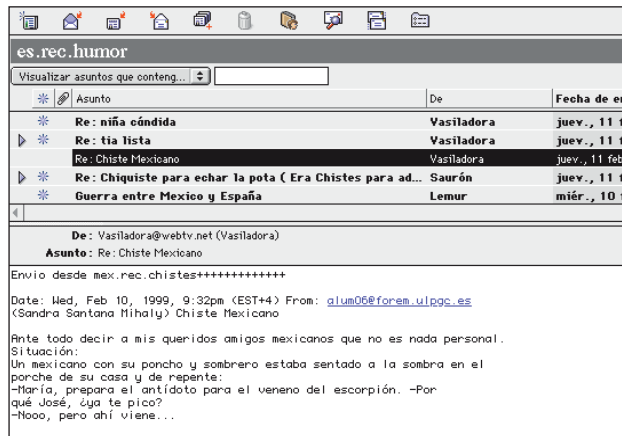 es.rec.humor
Visualizar asuntos que conteng...
Asunto De Fecha de en
Re: niña cándida Vasiladora juev., 11 f
Re: tia lista Vasiladora juev., 11 f
Re: Chiste Mexicano Vasiladora juev., 11 feb
Re: Chiquiste para echar la pota ( Era Chistes para ad... Saurón juev., 11 f
Guerra entre Mexico y España Lemur miér., 10 f
De: Vasiladora@webtv.net (Vasiladora)
Asunto: Re: Chiste Mexicano
Envio desde mex.rec.chistes+++++++++++++
Date: Wed, Feb 10, 1999, 9:32pm (EST+4) From: alum06@forem.ulpgc.es
(Sandra Santana Mihaly) Chiste Mexicano
Ante todo decir a mis queridos amigos mexicanos que no es nada personal.
Situación:
Un mexicano con su poncho y sombrero estaba sentado a la sombra en el
porche de su casa y de repente:
-María, prepara el antídoto para el veneno del escorpión. -Por
qué José, ¿ya te pico?
-Nooo, pero ahí viene...